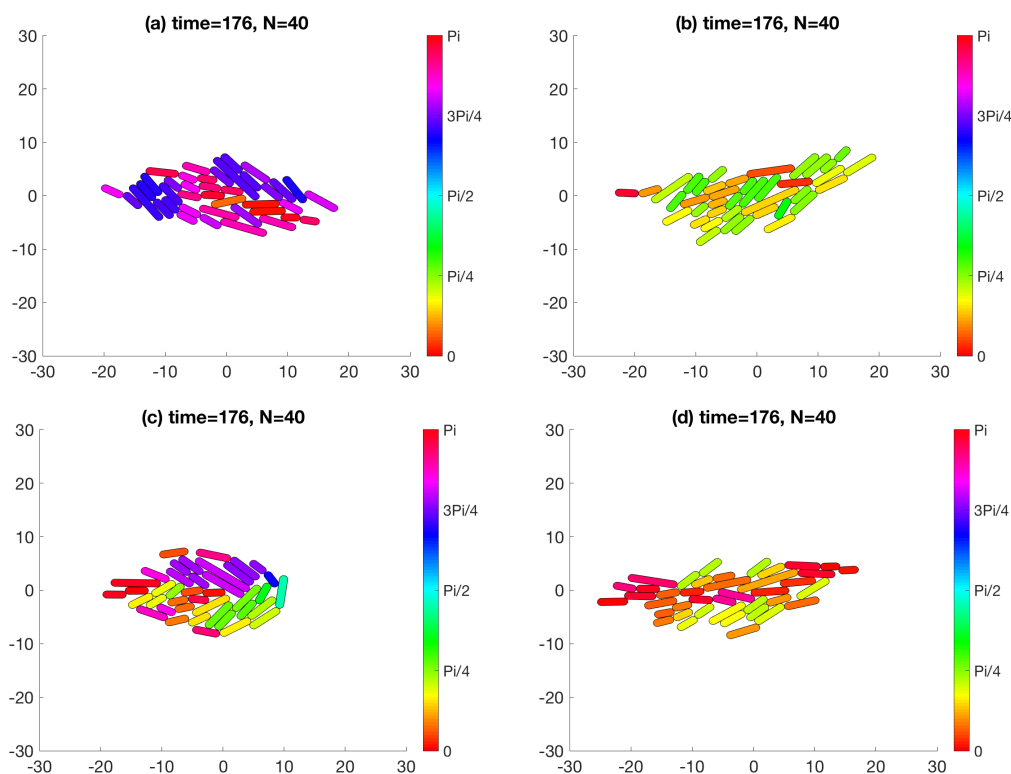 (a) time=176, N=40
30
20
10
0
-10
-20
-30
-30 -20 -10 0 10 20 30
Pi
3Pi/4
Pi/2
Pi/4
0
(b) time=176, N=40
30
20
10
0
-10
-20
-30
-30 -20 -10 0 10 20 30
Pi
3Pi/4
Pi/2
Pi/4
0
(c) time=176, N=40
30
20
10
0
-10
-20
-30
-30 -20 -10 0 10 20 30
Pi
3Pi/4
Pi/2
Pi/4
0
(d) time=176, N=40
30
20
10
0
-10
-20
-30
-30 -20 -10 0 10 20 30
Pi
3Pi/4
Pi/2
Pi/4
0